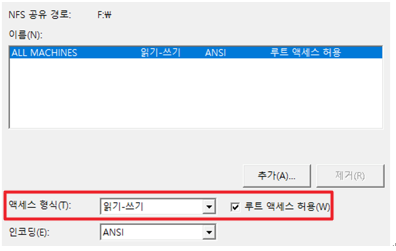 NFS 공유 경로: F:₩
이름(N):
ALL MACHINES 읽기-쓰기 ANSI 루트 액세스 허용
추가(A)... 제거(R)
액세스 형식(T): 읽기-쓰기 루트 액세스 허용(W)
인코딩(E): ANSI